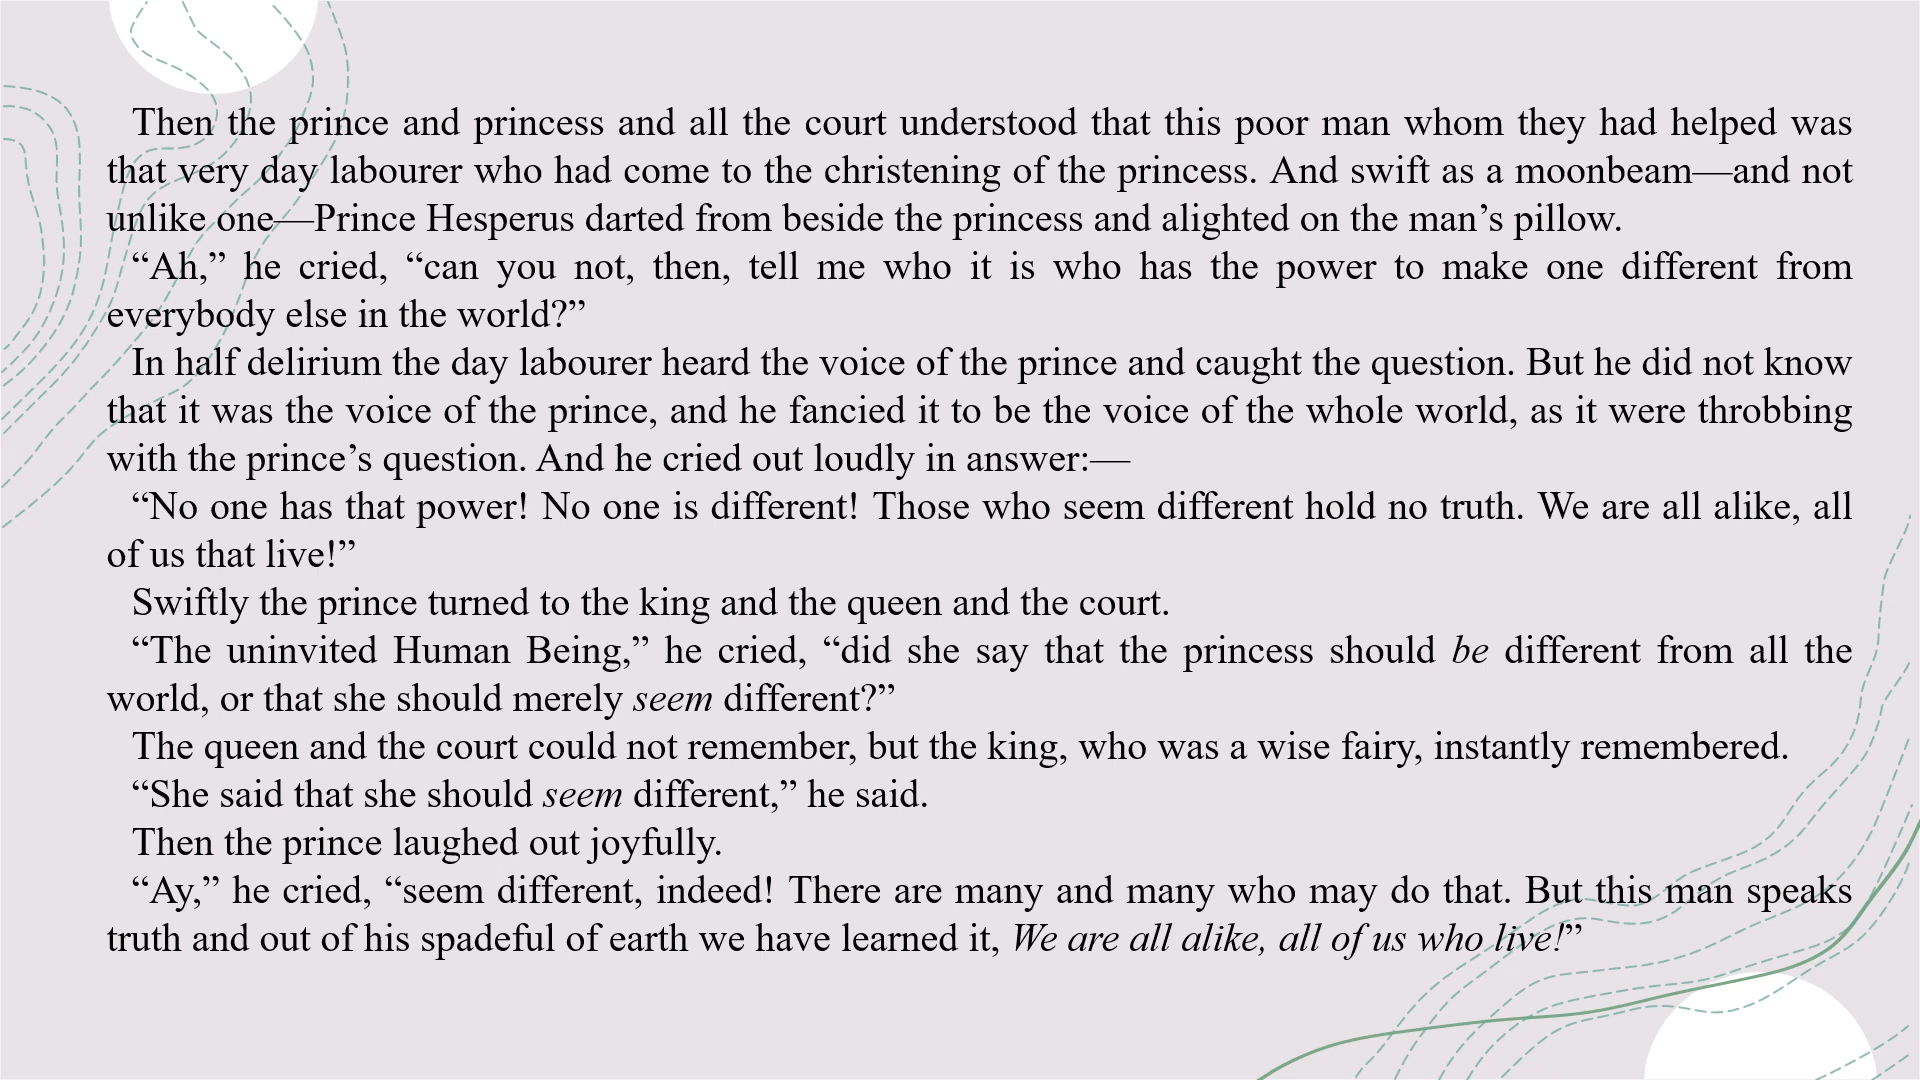 Then the prince and princess and all the court understood that this poor man whom they had helped was
that very day labourer who had come to the christening of the princess. And swift as a moonbeam—and not
unlike one—Prince Hesperus darted from beside the princess and alighted on the man’s pillow.
“Ah,” he cried, “can you not, then, tell me who it is who has the power to make one different from
everybody else in the world?”
In half delirium the day labourer heard the voice of the prince and caught the question. But he did not know
that it was the voice of the prince, and he fancied it to be the voice of the whole world, as it were throbbing
with the prince’s question. And he cried out loudly in answer:—
“No one has that power! No one is different! Those who seem different hold no truth. We are all alike, all
of us that live!”
Swiftly the prince turned to the king and the queen and the court.
“The uninvited Human Being,” he cried, “did she say that the princess should be different from all the
world, or that she should merely seem different?”
The queen and the court could not remember, but the king, who was a wise fairy, instantly remembered.
“She said that she should seem different,” he said.
Then the prince laughed out joyfully.
“Ay,” he cried, “seem different, indeed! There are many and many who may do that. But this man speaks
truth and out of his spadeful of earth we have learned it, We are all alike, all of us who live!”